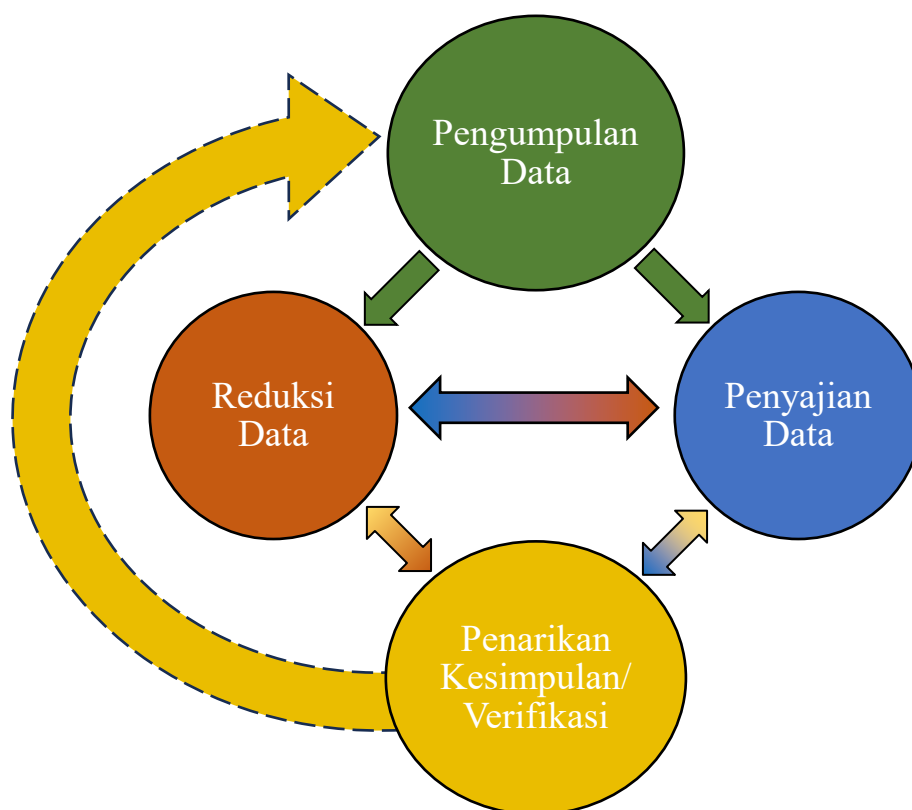 Pengumpulan
Data
Reduksi
Data
Penyajian
Data
Penarikan
Kesimpulan/
Verifikasi